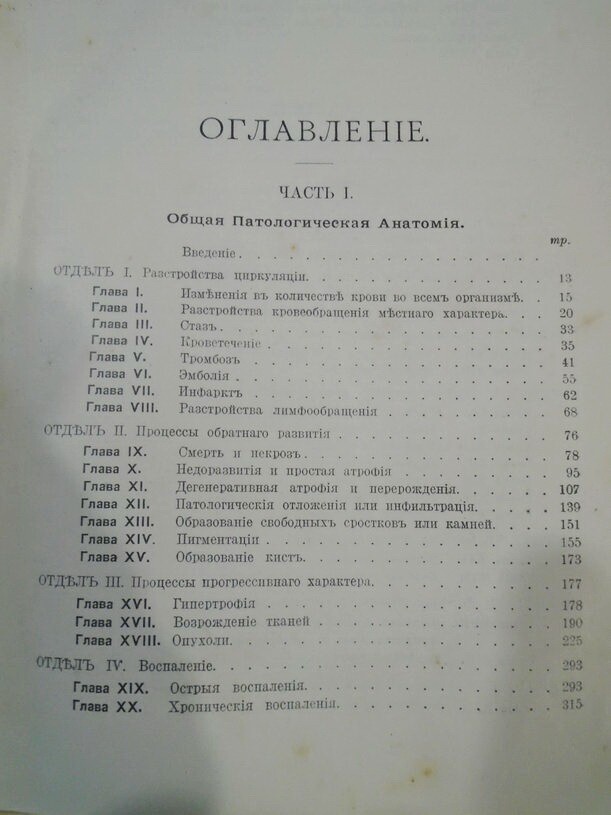 ОГЛАВЛЕНІЕ.
ЧАСТЬ I.
Общая Патологическая Анатомія.
тр.
Введеніе . . . . . . . . . . . . . . .
ОТДѢЛЪ I. Разстройства циркуляціи. . . . . . . . . . . . 13
Глава I. Измѣненія въ количествѣ крови во всемъ организмѣ. . 15
Глава II. Разстройства кровеобращенія мѣстнаго характера. . . 20
Глава III. Стазъ. . . . . . . . . . . . . . . . 33
Глава IV. Кроветеченіе . . . . . . . . . . . . . 35
Глава V. Тромбозъ . . . . . . . . . . . . . . 41
Глава VI. Эмболія . . . . . . . . . . . . . . . 55
Глава VII. Инфарктъ . . . . . . . . . . . . . . 62
Глава VIII. Разстройства лимфообращенія . . . . . . . . 68
ОТДѢЛЪ II. Процессы обратнаго развитія . . . . . . . . . . 76
Глава IX. Смерть и некрозъ. . . . . . . . . . . . 78
Глава X. Недоразвитія и простая атрофія . . . . . . . 95
Глава XI. Дегенеративная атрофія и перерожденія. . . . . 107
Глава XII. Патологическія отложенія или инфильтрація. . . . 139
Глава XIII. Образованіе свободныхъ сростковъ или камней. . . . 151
Глава XIV. Пигментаціи . . . . . . . . . . . . . 155
Глава XV. Образованіе кистъ. . . . . . . . . . . . 173
ОТДѢЛЪ III. Процессы прогрессивнаго характера. . . . . . . . 177
Глава XVI. Гипертрофія . . . . . . . . . . . . . 178
Глава XVII. Возрожденіе тканей . . . . . . . . . . . 190
Глава XVIII. Опухоли. . . . . . . . . . . . . . . 225
ОТДѢЛЪ IV. Воспаленіе. . . . . . . . . . . . . . . . 293
Глава XIX. Острыя воспаленія. . . . . . . . . . . . 293
Глава XX. Хроническія воспаленія. . . . . . . . . . 315